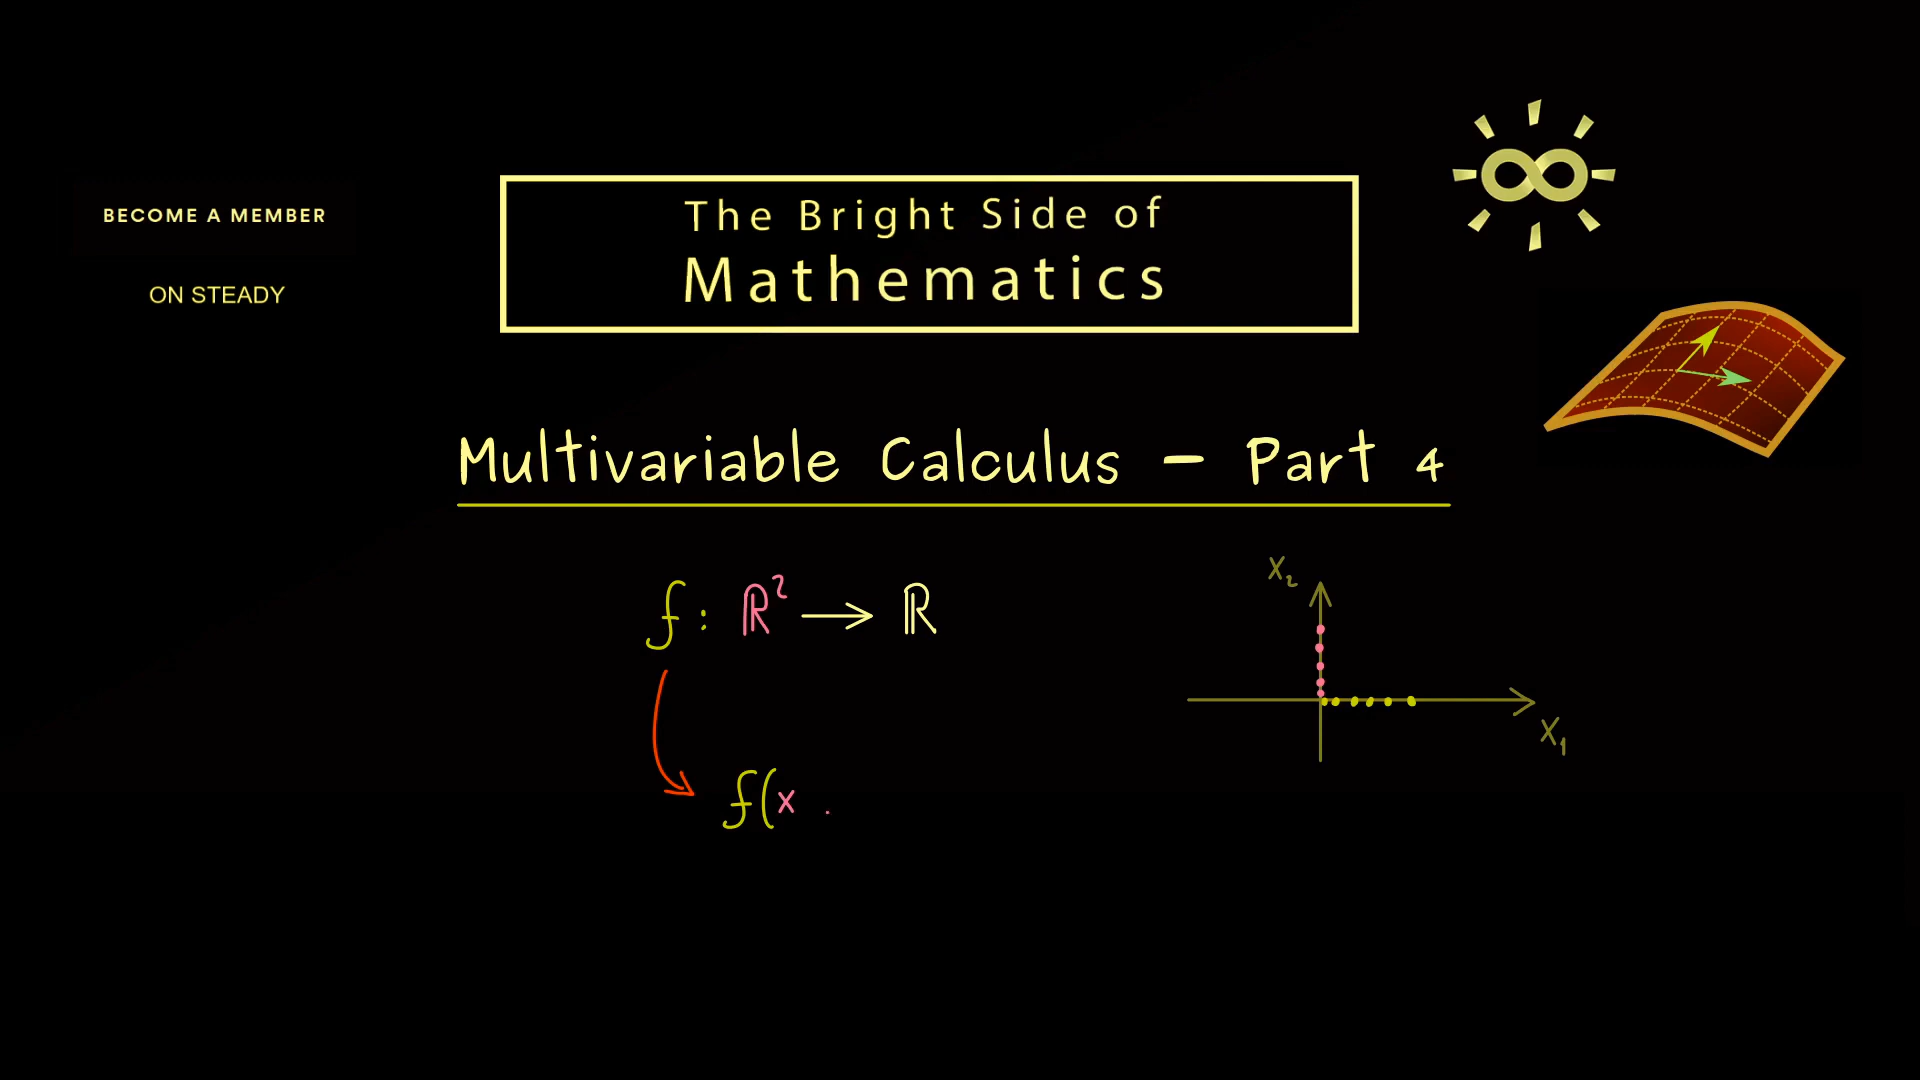 BECOME A MEMBER
ON STEADY
The Bright Side of
Mathematics
Multivariable Calculus – Part 4
f: ℝ² ⟶ ℝ
f(x .
x₂
x₁